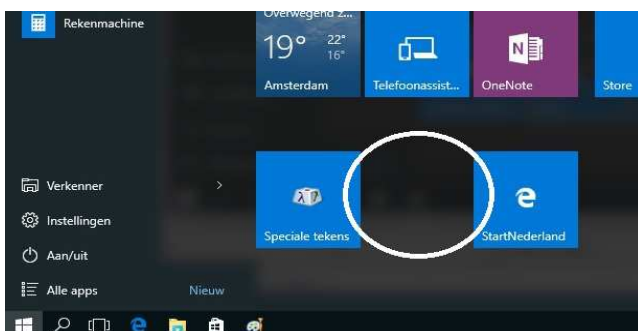 Rekenmachine
Overwegend z...
19° 22°
16°
Amsterdam
Telefoonassist...
OneNote
Store
Verkenner
Instellingen
Aan/uit
Alle apps
Nieuw
Speciale tekens
StartNederland